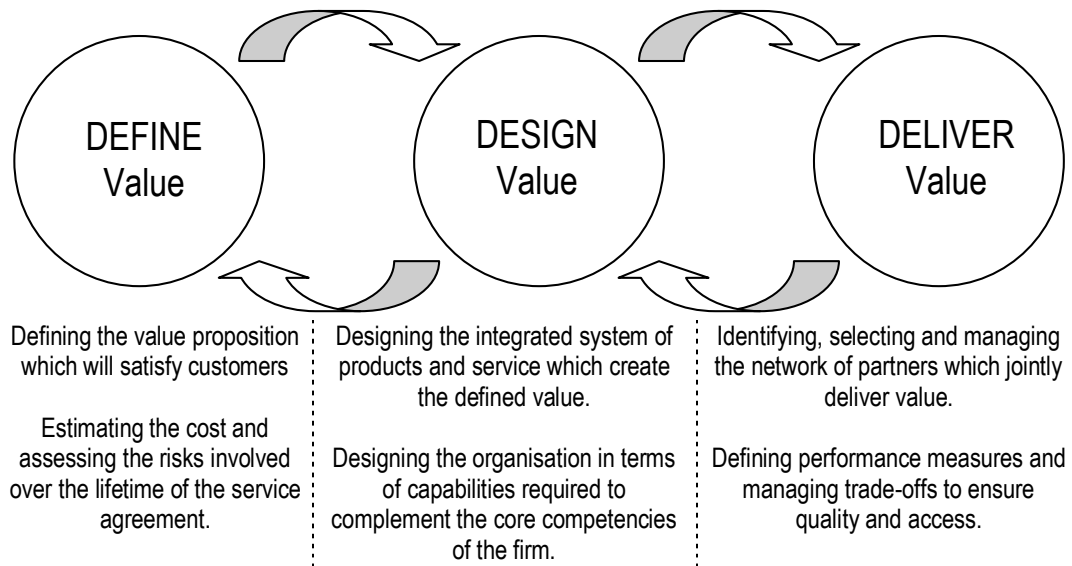 DEFINE
Value
DESIGN
Value
DELIVER
Value
Defining the value proposition
which will satisfy customers
Estimating the cost and
assessing the risks involved
over the lifetime of the service
agreement.
Designing the integrated system of
products and service which create
the defined value.
Designing the organisation in terms
of capabilities required to
complement the core competencies
of the firm.
Identifying, selecting and managing
the network of partners which jointly
deliver value.
Defining performance measures and
managing trade-offs to ensure
quality and access.